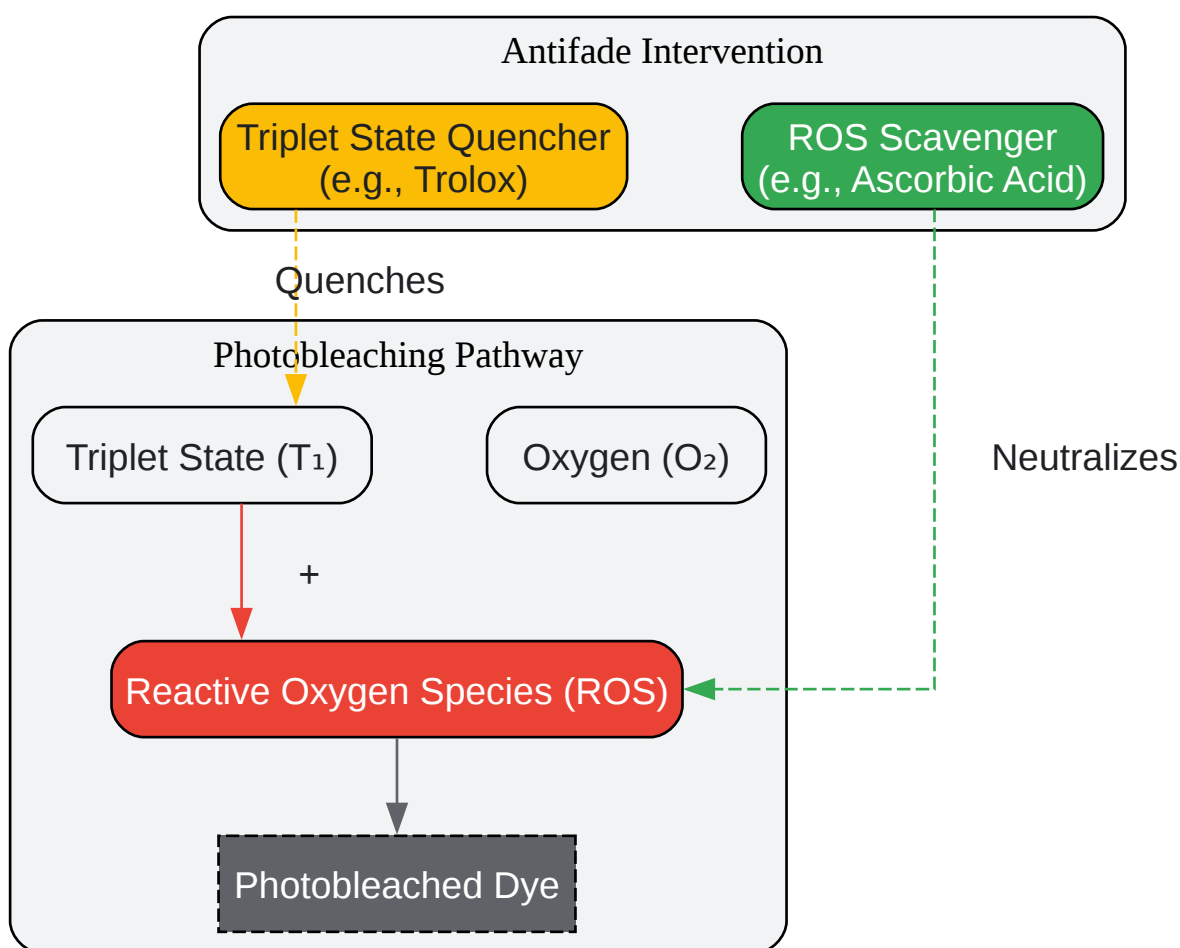 Antifade Intervention
Triplet State Quencher
(e.g., Trolox)
ROS Scavenger
(e.g., Ascorbic Acid)
Quenches
Photobleaching Pathway
Triplet State (T₁)
Oxygen (O₂)
Neutralizes
+
Reactive Oxygen Species (ROS)
Photobleached Dye